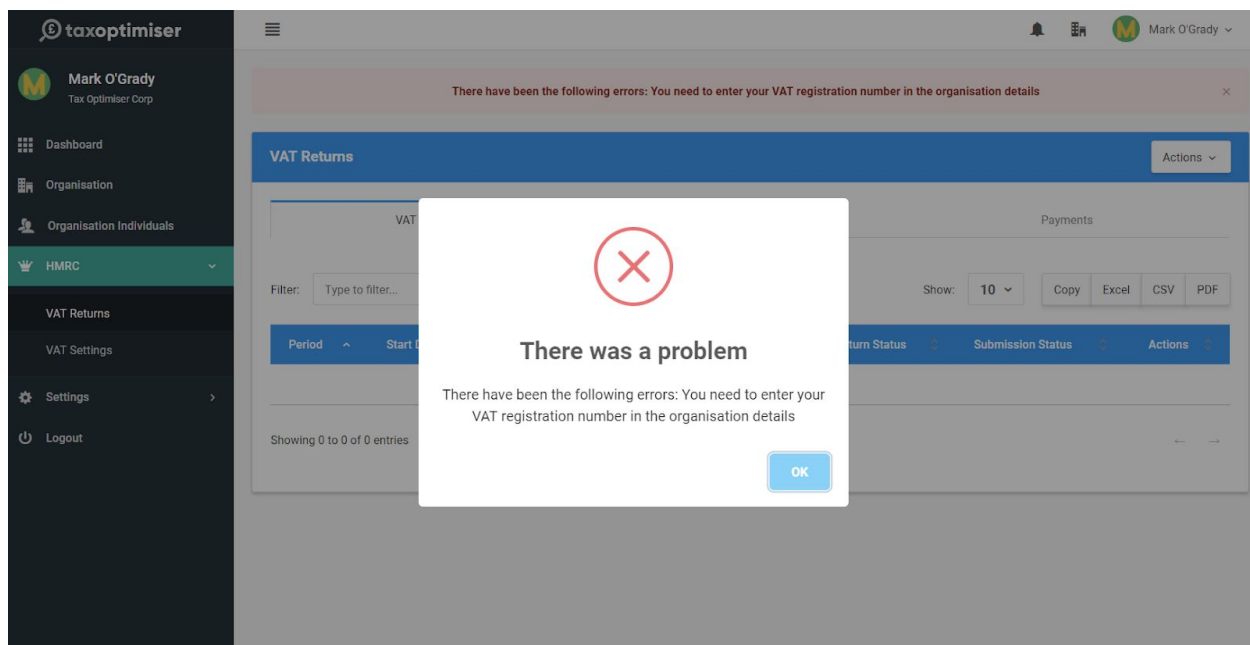 taxoptimiser
Mark O'Grady
Mark O'Grady
Tax Optimiser Corp
Dashboard
Organisation
Organisation Individuals
HMRC
VAT Returns
VAT Settings
Settings
Logout
There have been the following errors: You need to enter your VAT registration number in the organisation details
VAT Returns
Actions
VAT
Payments
Filter:
Type to filter...
Show:
10
Copy
Excel
CSV
PDF
Period
Start
Status
Submission Status
Actions
Showing 0 to 0 of 0 entries
There was a problem
There have been the following errors: You need to enter your
VAT registration number in the organisation details
OK